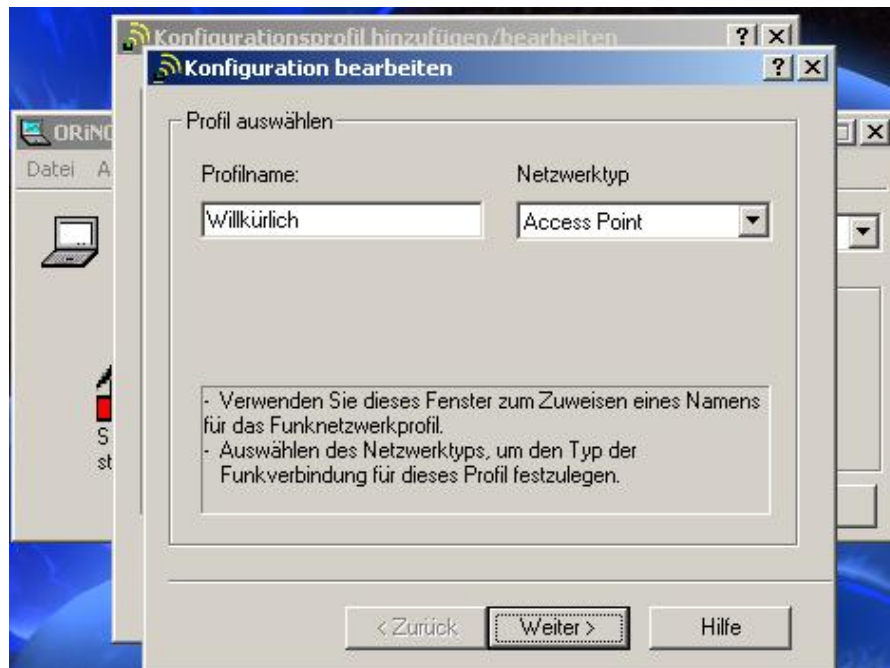 Konfigurationsprofil hinzufügen/bearbeiten
Konfiguration bearbeiten
ORiNO
Datei A
Profil auswählen
Profilname:
Netzwerktyp
Willkürlich
Access Point
- Verwenden Sie dieses Fenster zum Zuweisen eines Namens
für das Funknetzwerkprofil.
- Auswählen des Netzwerktyps, um den Typ der
Funkverbindung für dieses Profil festzulegen.
S
st
< Zurück
Weiter >
Hilfe